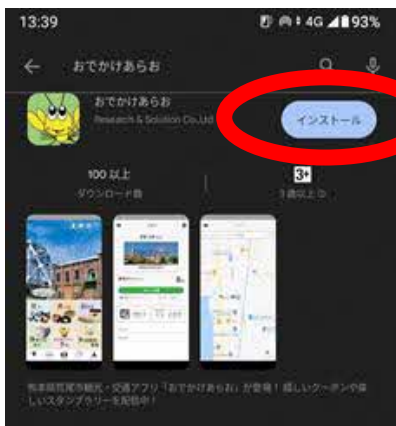 13:39
4G 93%
おでかけあらお
おでかけあらお
Research & Solution Co.,Ltd
インストール
100 以上
ダウンロード数
3+
3 歳以上
熊本県荒尾市観光・交通アプリ「おでかけあらお」が登場！嬉しいクーポンや楽しいスタンプラリーを配信中！